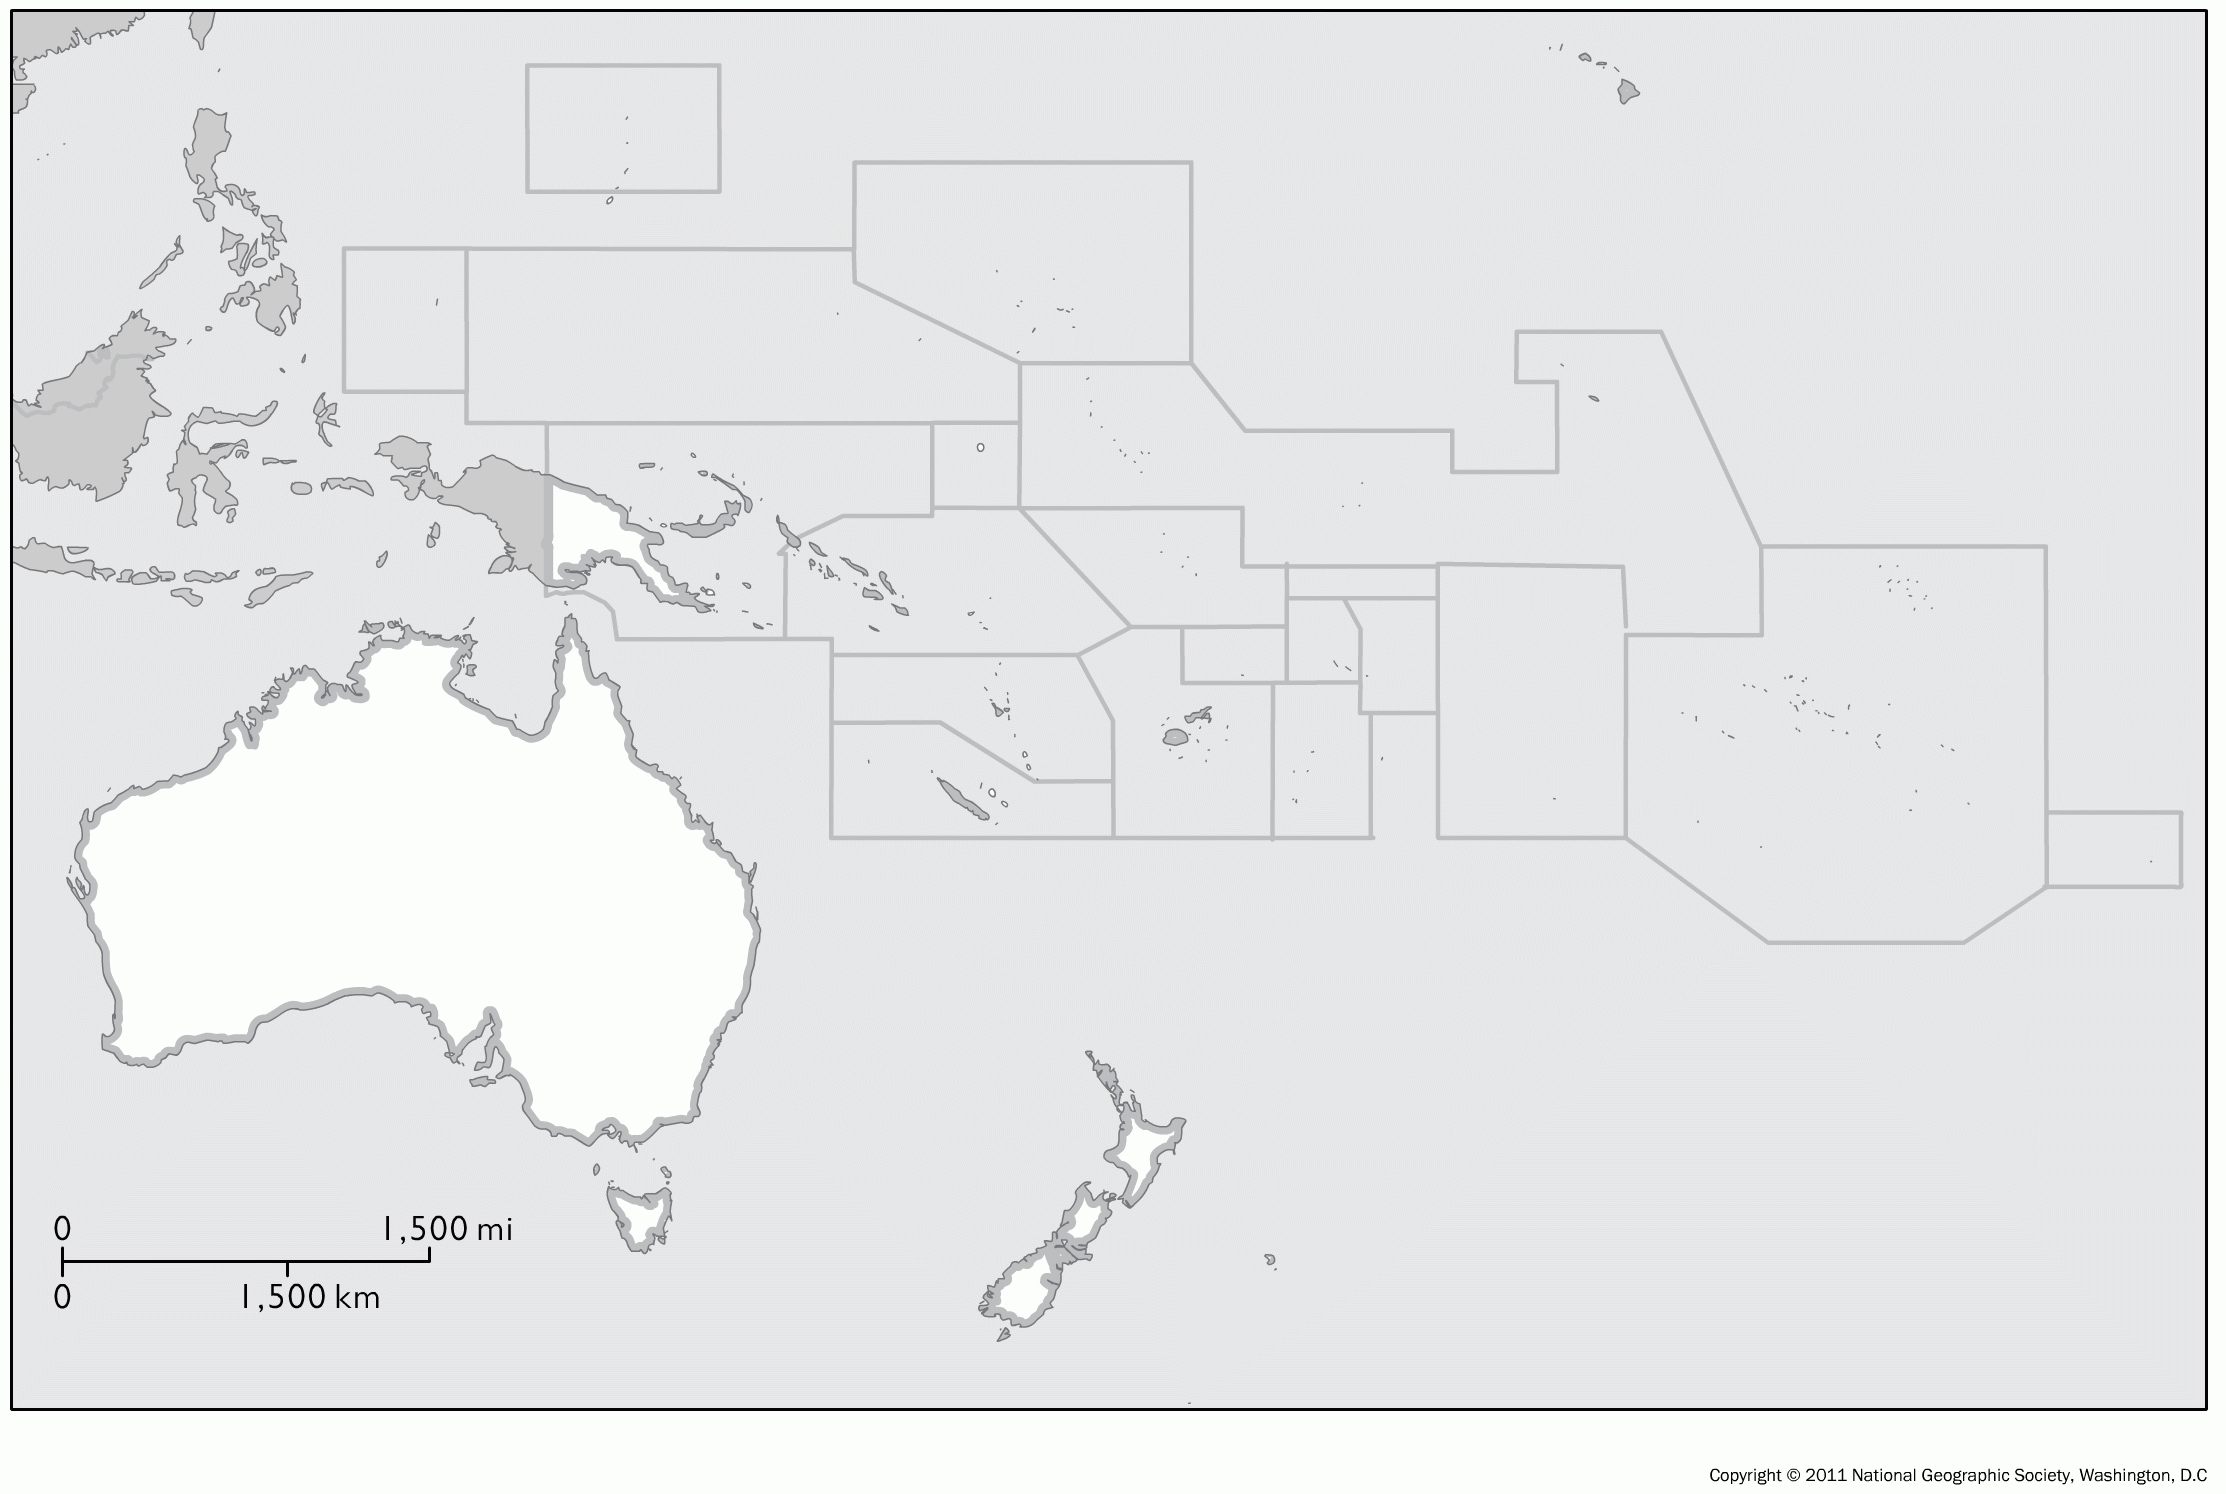 0 1,500 mi
0 1,500 km
Copyright © 2011 National Geographic Society, Washington, D.C